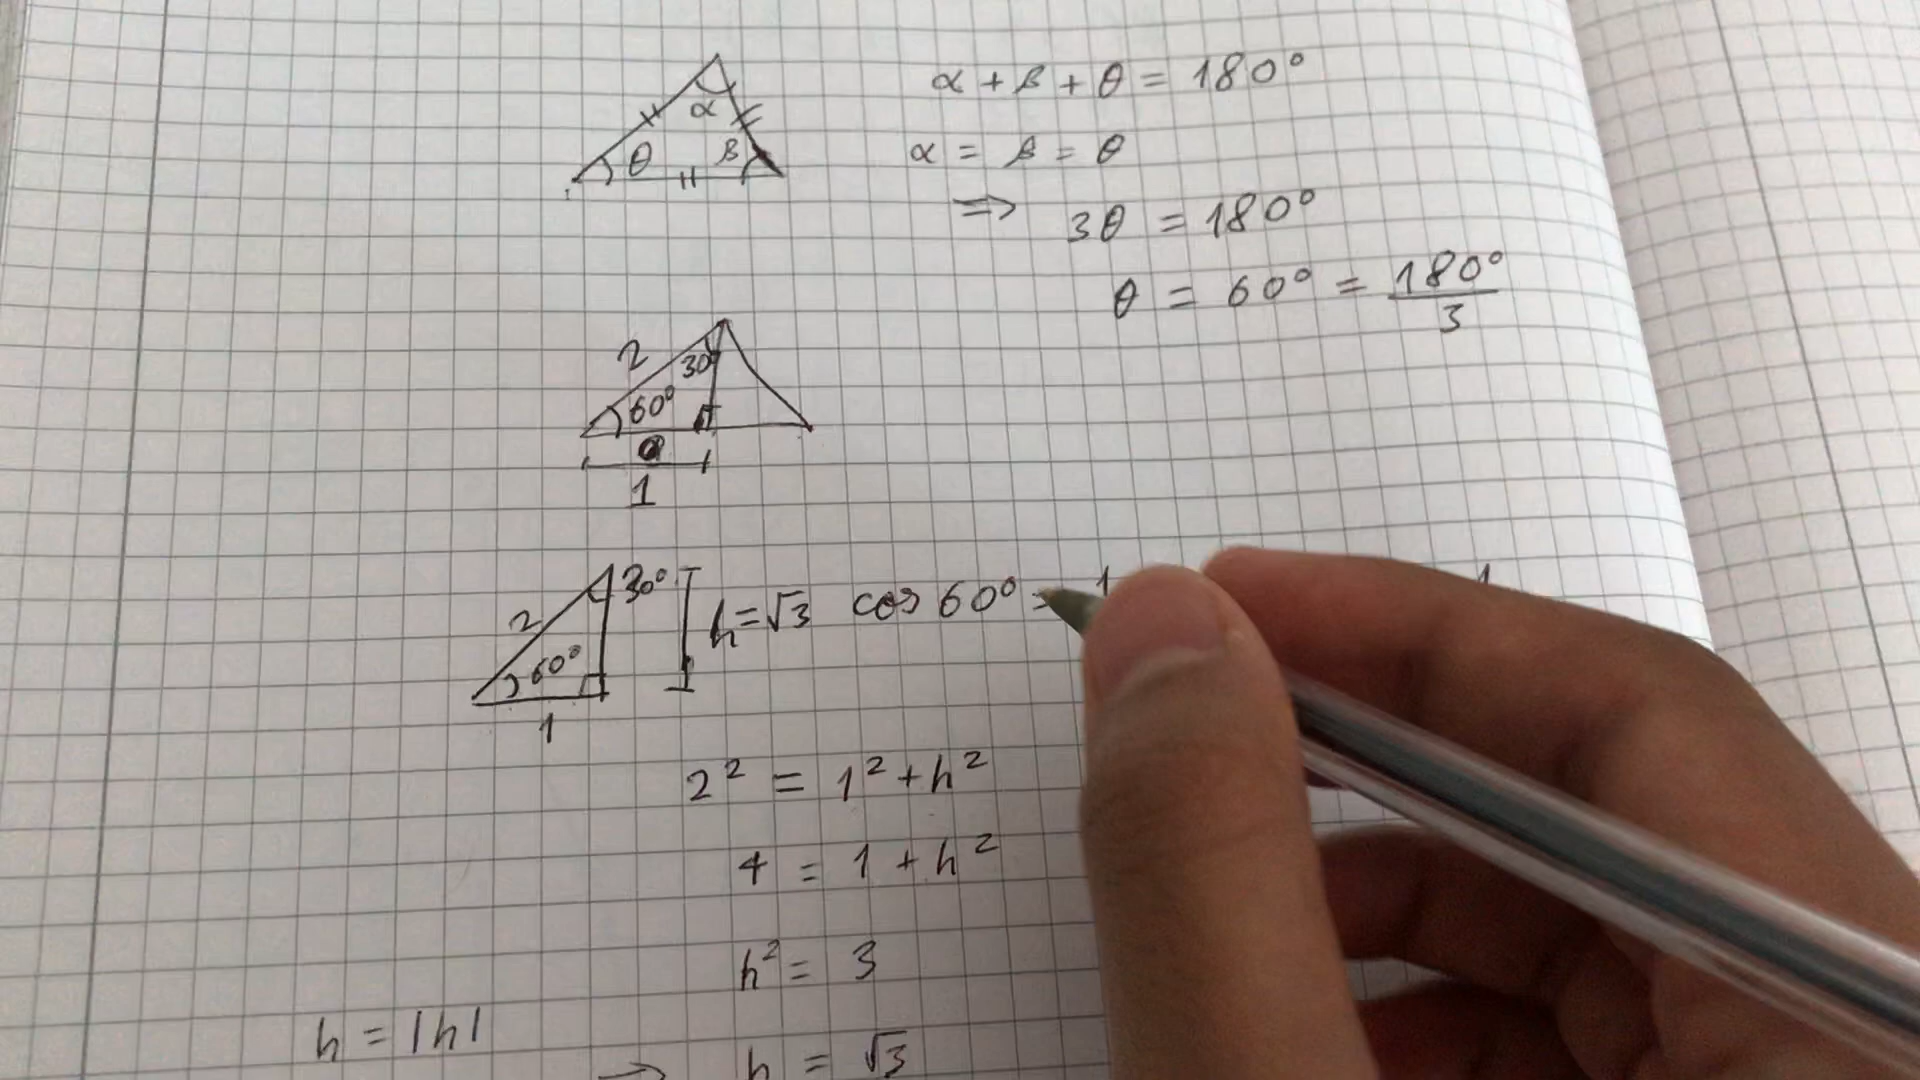 α + β + θ = 180°
α
θ β
α = β = θ
⇒ 3θ = 180°
θ = 60° = 180°/3
2 30°
60°
1
2 30° h = √3 cos 60° = 1
60°
1
2² = 1² + h²
4 = 1 + h²
h² = 3
h = |h|
⇒ h = √3